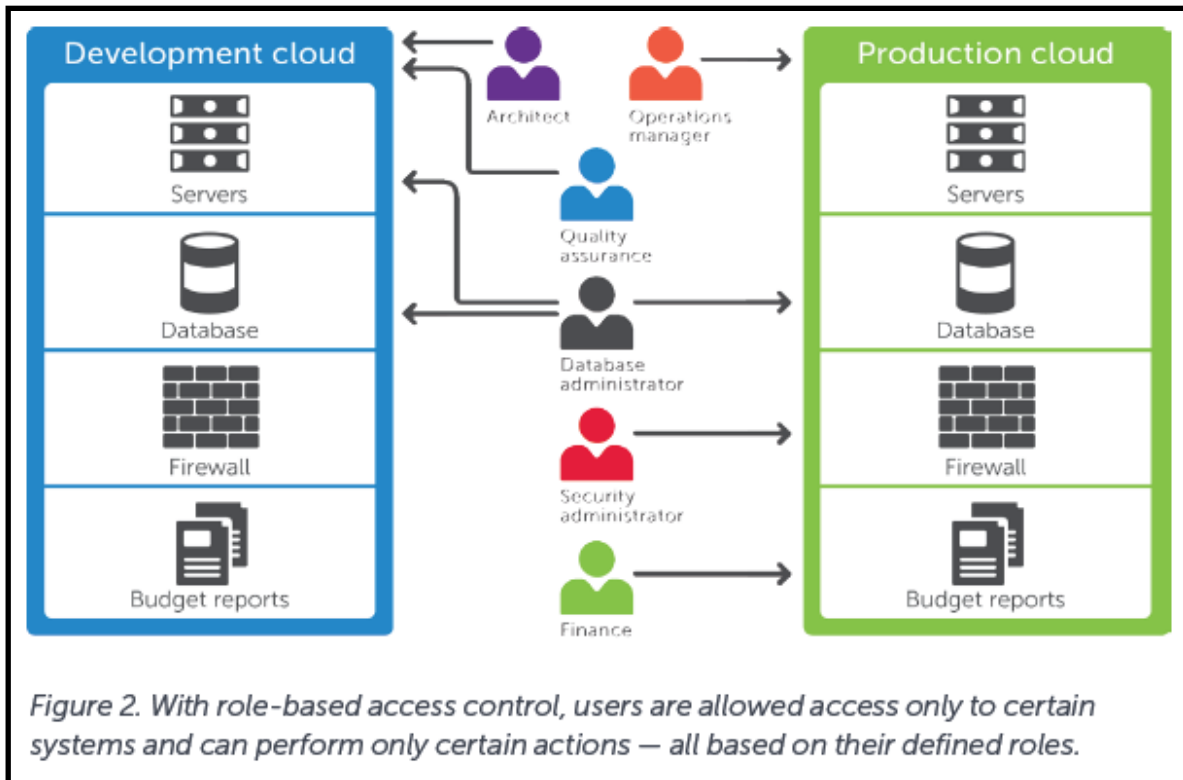 Development cloud
Production cloud
Architect
Operations
manager
Servers
Servers
Quality
assurance
Database
Database
Database
administrator
Firewall
Firewall
Security
administrator
Budget reports
Budget reports
Finance
Figure 2. With role-based access control, users are allowed access only to certain
systems and can perform only certain actions — all based on their defined roles.